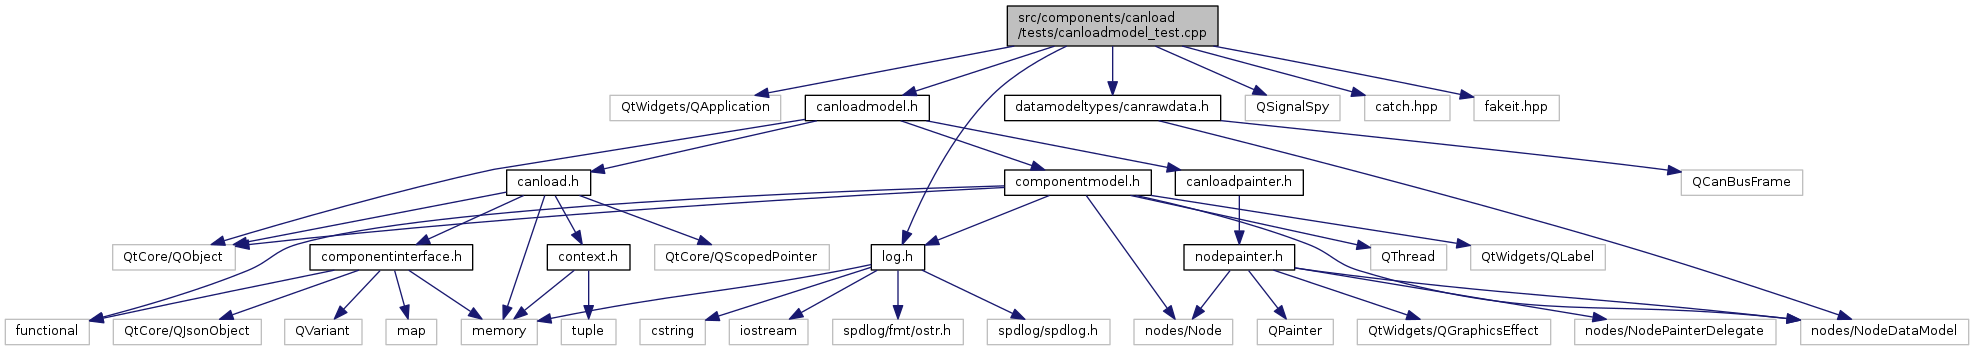 src/components/canload
/tests/canloadmodel_test.cpp
QtWidgets/QApplication
canloadmodel.h
datamodeltypes/canrawdata.h
QSignalSpy
catch.hpp
fakeit.hpp
canload.h
componentmodel.h
canloadpainter.h
QCanBusFrame
QtCore/QObject
componentinterface.h
context.h
QtCore/QScopedPointer
log.h
nodepainter.h
QThread
QtWidgets/QLabel
functional
QtCore/QJsonObject
QVariant
map
memory
tuple
cstring
iostream
spdlog/fmt/ostr.h
spdlog/spdlog.h
nodes/Node
QPainter
QtWidgets/QGraphicsEffect
nodes/NodePainterDelegate
nodes/NodeDataModel